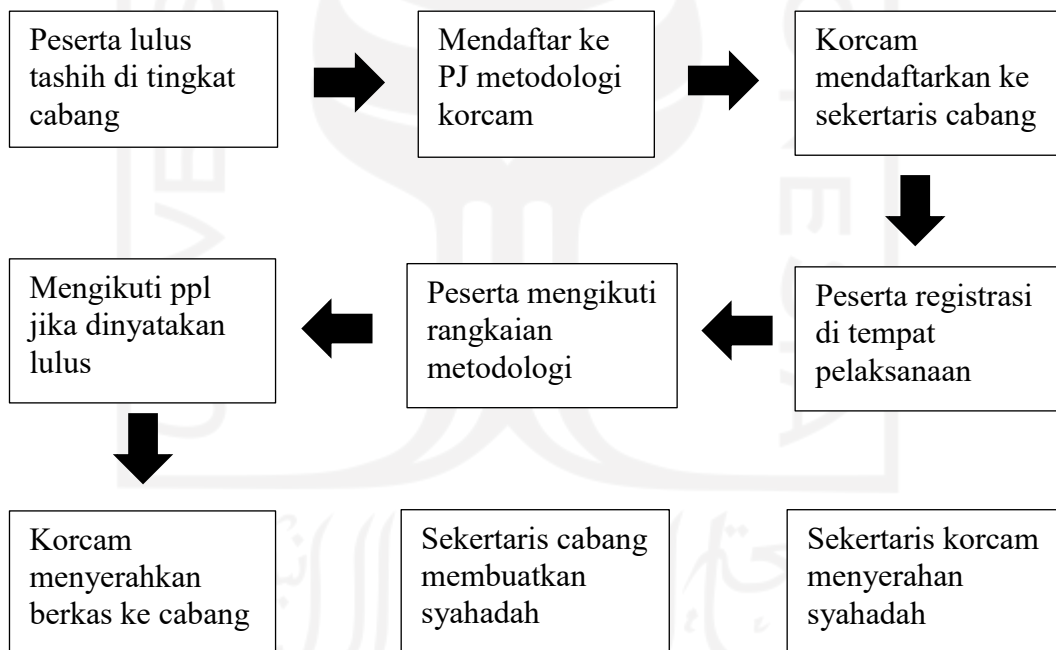 Peserta lulus
tashih di tingkat
cabang
Mendaftar ke
PJ metodologi
korcam
Korcam
mendaftarkan ke
sekertaris cabang
Peserta registrasi
di tempat
pelaksanaan
Peserta mengikuti
rangkaian
metodologi
Mengikuti ppl
jika dinyatakan
lulus
Korcam
menyerahkan
berkas ke cabang
Sekertaris cabang
membuatkan
syahadah
Sekertaris korcam
menyerahan
syahadah